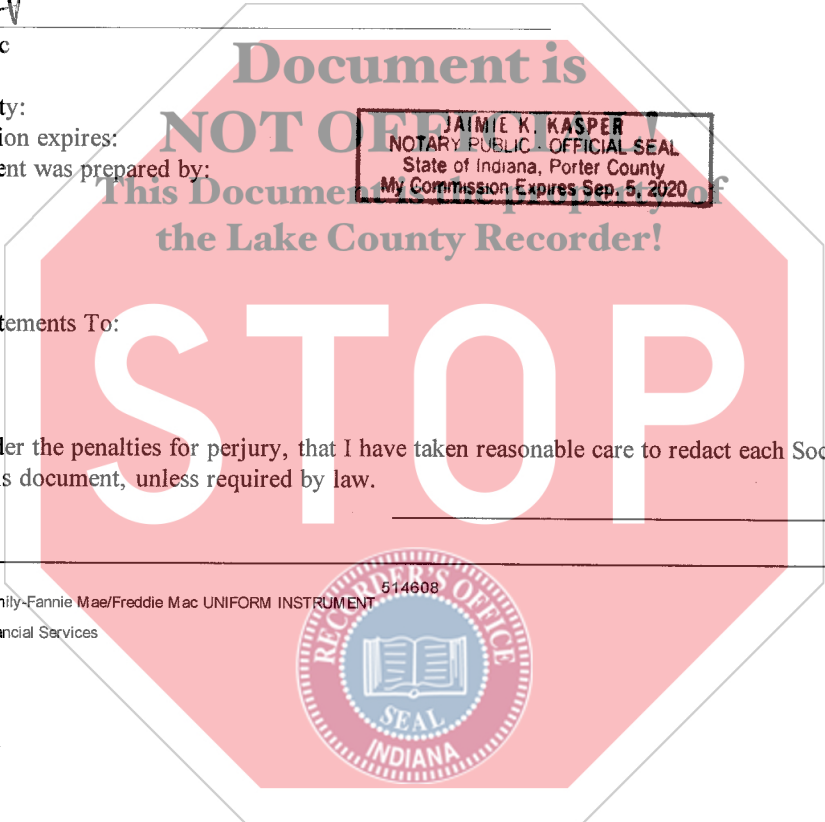 c
Document is
ty:
NOT OFFICIAL!
ion expires:
JAIMIE K. KASPER
NOTARY PUBLIC - OFFICIAL SEAL
State of Indiana, Porter County
My Commission Expires Sep. 5, 2020
ent was prepared by:
This Document is the property of
the Lake County Recorder!
tements To:
STOP
er the penalties for perjury, that I have taken reasonable care to redact each Soc
s document, unless required by law.
514608
ily-Fannie Mae/Freddie Mac UNIFORM INSTRUMENT
ncial Services
RECORDER'S OFFICE
SEAL
INDIANA